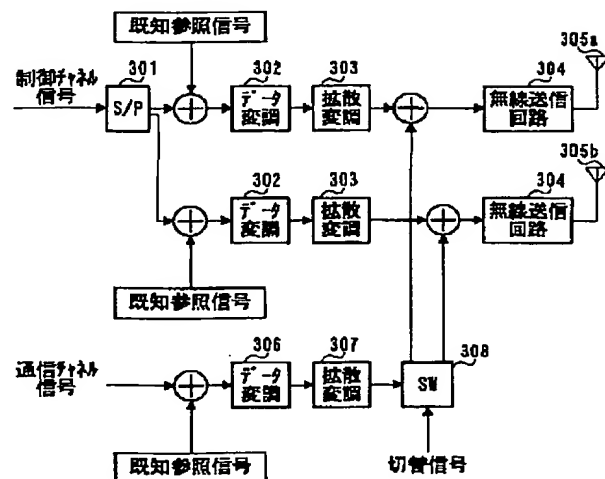 既知参照信号
305a
制御チャネル
信号
301
302
303
304
S/P
データ
変調
拡散
変調
無線送信
回路
305b
302
303
304
データ
変調
拡散
変調
無線送信
回路
既知参照信号
306
307
308
通信チャネル
信号
データ
変調
拡散
変調
SW
既知参照信号
切替信号